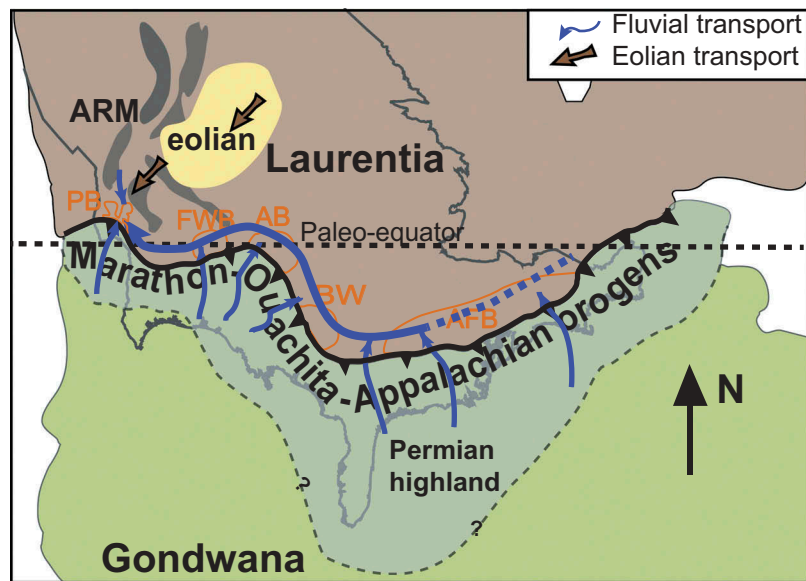 Fluvial transport
Eolian transport
ARM
eolian
Laurentia
PB
FWB
AB
Paleo-equator
Marathon-Ouachita-Appalachian orogens
BW
AFB
N
Permian
highland
?
?
Gondwana